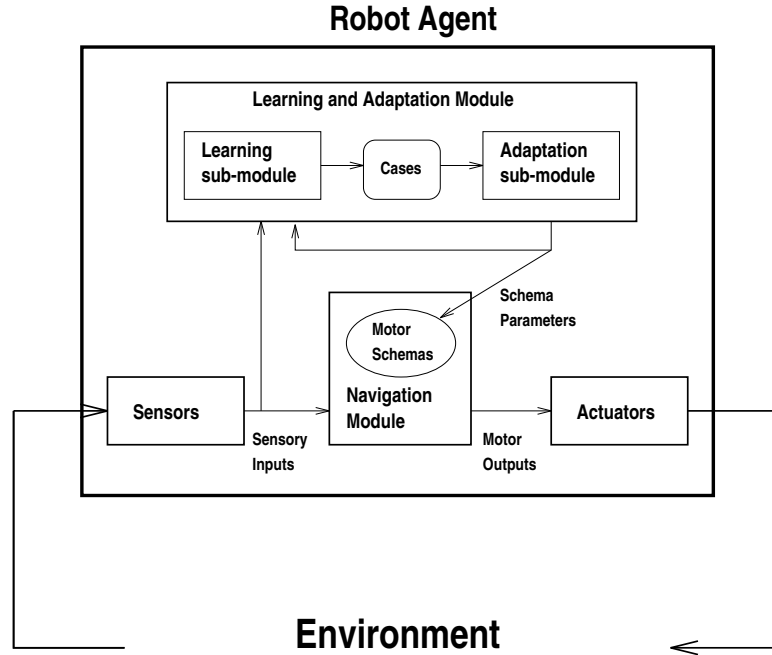 Robot Agent
Learning and Adaptation Module
Learning
sub-module
Cases
Adaptation
sub-module
Schema
Parameters
Motor
Schemas
Navigation
Module
Sensors
Sensory
Inputs
Motor
Outputs
Actuators
Environment